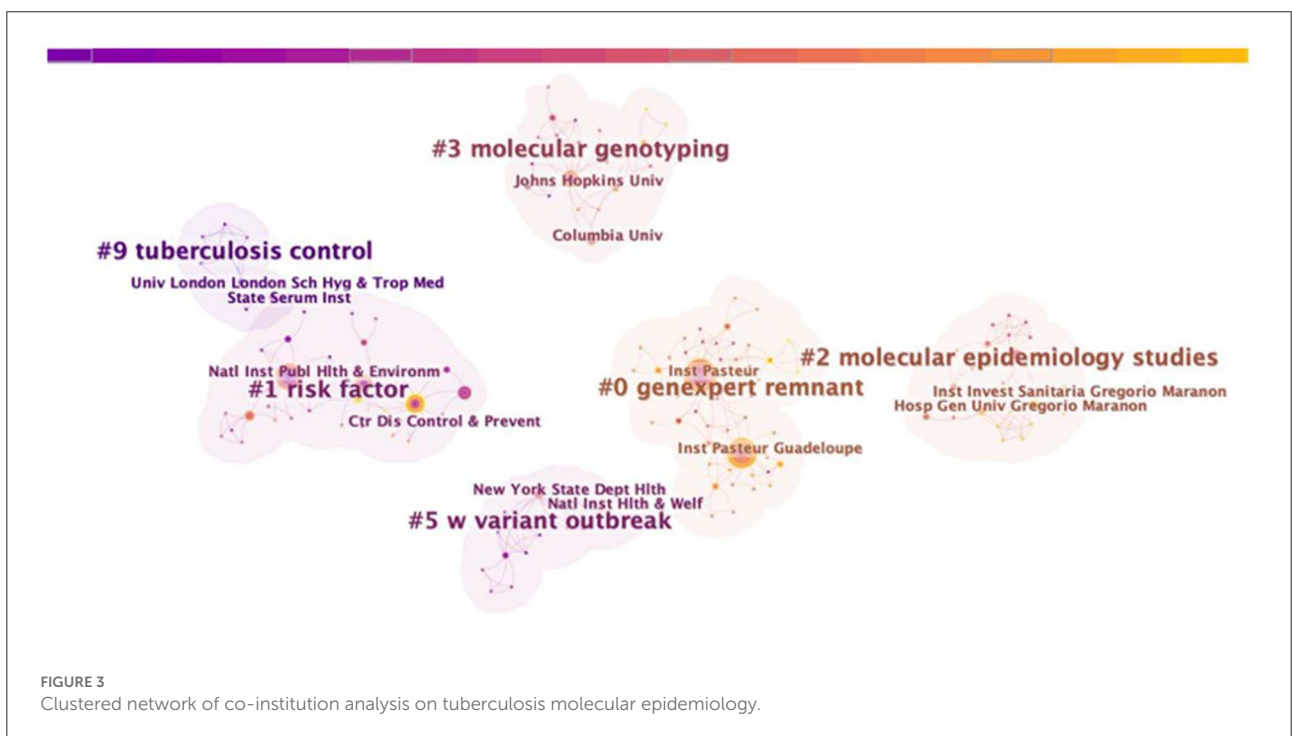 #3 molecular genotyping
Johns Hopkins Univ
Columbia Univ
#9 tuberculosis control
Univ London London Sch Hyg & Trop Med
State Serum Inst
Natl Inst Publ Hlth & Environm
#1 risk factor
Ctr Dis Control & Prevent
Inst Pasteur
#0 genexpert remnant
Inst Pasteur Guadeloupe
#2 molecular epidemiology studies
Inst Invest Sanitaria Gregorio Maranon
Hosp Gen Univ Gregorio Maranon
New York State Dept Hlth
Natl Inst Hlth & Welf
#5 w variant outbreak
FIGURE 3
Clustered network of co-institution analysis on tuberculosis molecular epidemiology.